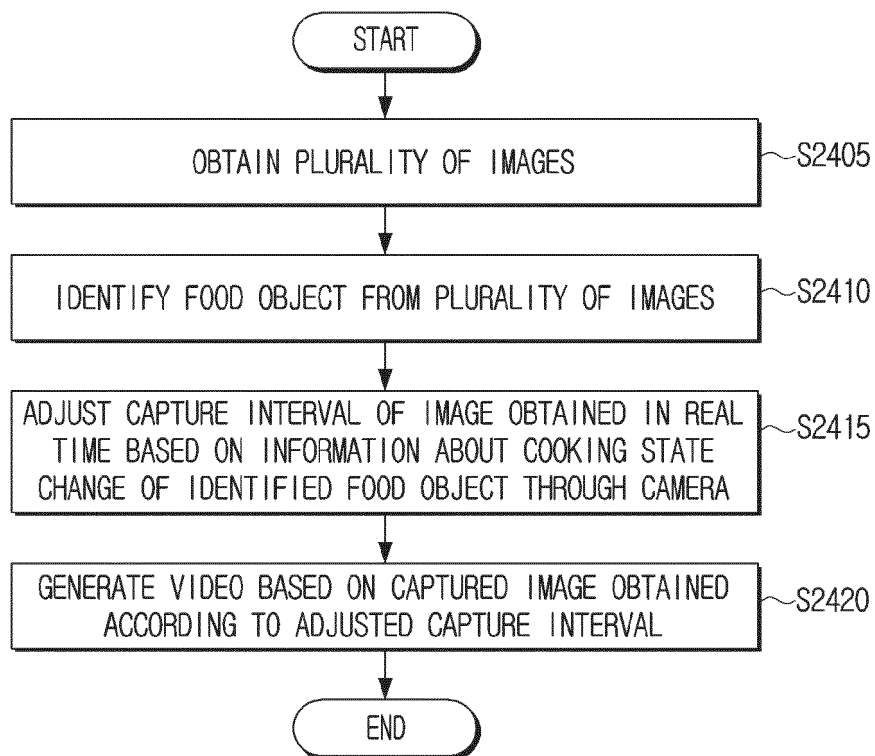 START
OBTAIN PLURALITY OF IMAGES
S2405
IDENTIFY FOOD OBJECT FROM PLURALITY OF IMAGES
S2410
ADJUST CAPTURE INTERVAL OF IMAGE OBTAINED IN REAL
TIME BASED ON INFORMATION ABOUT COOKING STATE
CHANGE OF IDENTIFIED FOOD OBJECT THROUGH CAMERA
S2415
GENERATE VIDEO BASED ON CAPTURED IMAGE OBTAINED
ACCORDING TO ADJUSTED CAPTURE INTERVAL
S2420
END